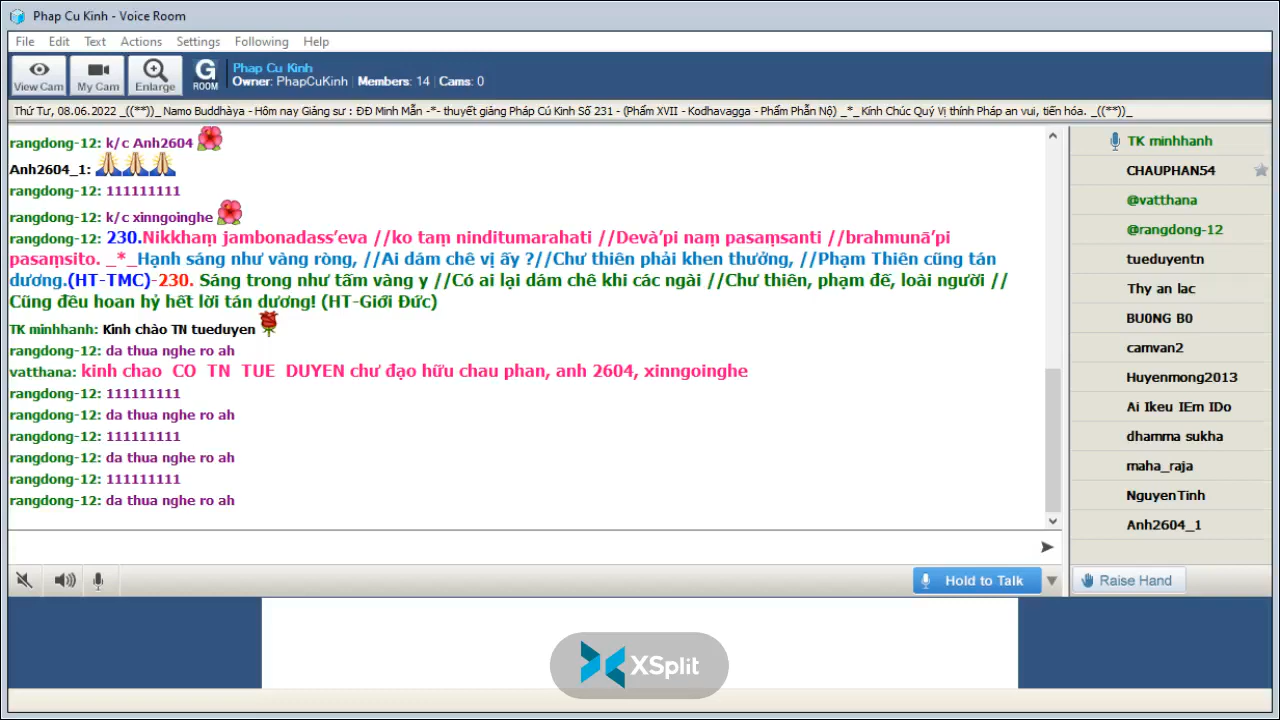 Phap Cu Kinh - Voice Room
File Edit Text Actions Settings Following Help
View Cam My Cam Enlarge G ROOM
Phap Cu Kinh
Owner: PhapCuKinh | Members: 14 | Cams: 0
Thứ Tư, 08.06.2022 _((**))_ Namo Buddhàya - Hôm nay Giảng sư : ĐĐ Minh Mẫn -*- thuyết giảng Pháp Cú Kinh Số 231 - (Phẩm XVII - Kodhavagga - Phẩm Phẫn Nộ) _*_ Kính Chúc Quý Vị thính Pháp an vui, tiến hóa. _((**))_
rangdong-12: k/c Anh2604
Anh2604_1:
rangdong-12: 111111111
rangdong-12: k/c xinngoinghe
rangdong-12: 230.Nikkhaṃ jambonadass’eva //ko taṃ ninditumarahati //Devà’pi naṃ pasaṃsanti //brahmunā’pi
pasaṃsito. _*_Hạnh sáng như vàng ròng, //Ai dám chê vị ấy ?//Chư thiên phải khen thưởng, //Phạm Thiên cũng tán
dương.(HT-TMC)-230. Sáng trong như tấm vàng y //Có ai lại dám chê khi các ngài //Chư thiên, phạm đế, loài người //
Cũng đều hoan hỷ hết lời tán dương! (HT-Giới Đức)
TK minhhanh: Kinh chào TN tueduyen
rangdong-12: da thua nghe ro ah
vatthana: kinh chao CO TN TUE DUYEN chư đạo hữu chau phan, anh 2604, xinngoinghe
rangdong-12: 111111111
rangdong-12: da thua nghe ro ah
rangdong-12: 111111111
rangdong-12: da thua nghe ro ah
rangdong-12: 111111111
rangdong-12: da thua nghe ro ah
TK minhhanh
CHAUPHAN54
@vatthana
@rangdong-12
tueduyentn
Thy an lac
BU0NG B0
camvan2
Huyenmong2013
Ai Ikeu IEm IDo
dhamma sukha
maha_raja
NguyenTinh
Anh2604_1
Hold to Talk
Raise Hand
XSplit